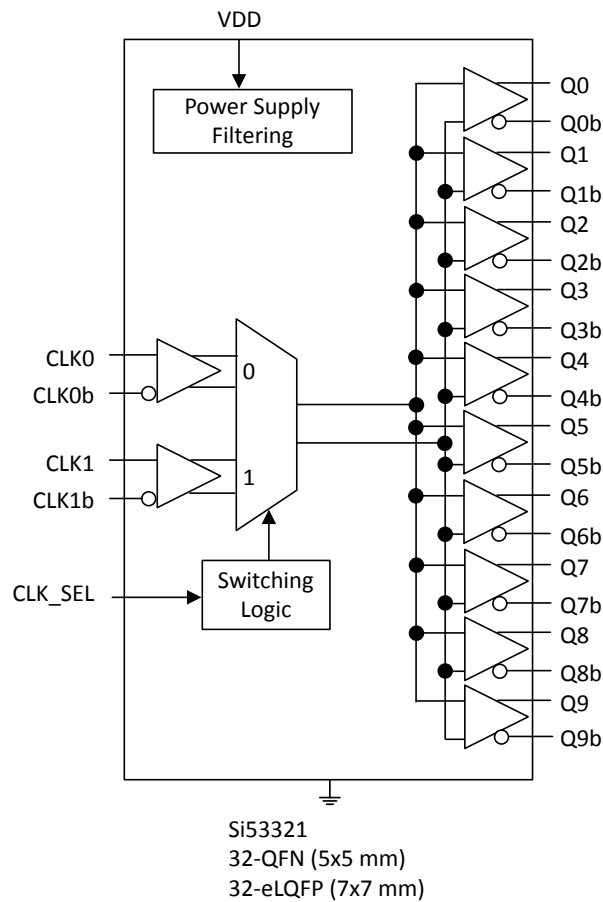 VDD
Power Supply
Filtering
Q0
Q0b
Q1
Q1b
Q2
Q2b
Q3
Q3b
CLK0
0
Q4
CLK0b
Q4b
Q5
CLK1
1
Q5b
CLK1b
Q6
Q6b
Switching
Logic
CLK_SEL
Q7
Q7b
Q8
Q8b
Q9
Q9b
Si53321
32-QFN (5x5 mm)
32-eLQFP (7x7 mm)